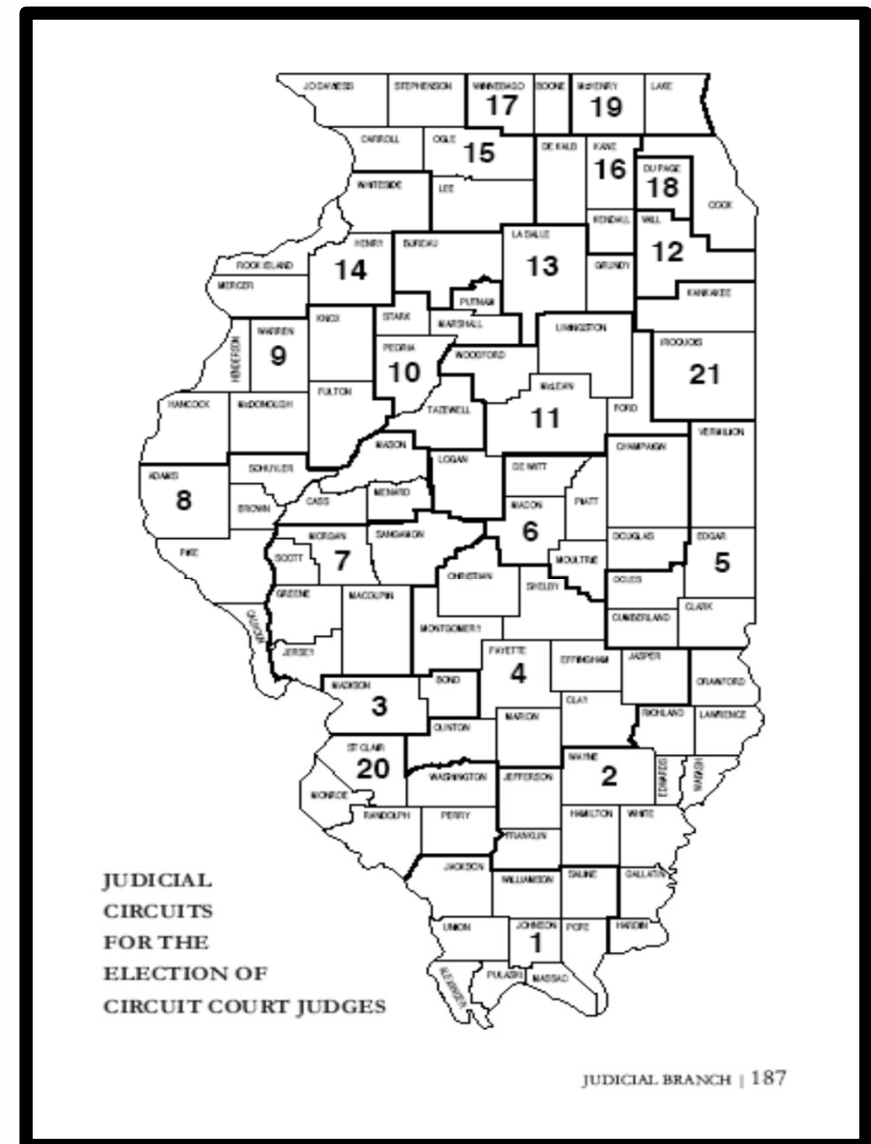 JO DAVIESS STEPHENSON WINNEBAGO BOONE McHENRY LAKE
17 19
CARROLL OGLE 15 DE KALB KANE
16 DU PAGE
18
WHITESIDE LEE COOK
KENDALL WILL
12
HENRY BUREAU LA SALLE
14 13
ROCK ISLAND GRUNDY
MERCER KANKAKEE
PUTNAM
KNOX STARK MARSHALL
WARREN LIVINGSTON
9
HENDERSON PEORIA WOODFORD IROQUOIS
10 21
FULTON McLEAN
HANCOCK McDONOUGH TAZEWELL 11 FORD
VERMILION
MASON CHAMPAIGN
SCHUYLER LOGAN DE WITT
ADAMS
8
BROWN CASS MENARD MACON PIATT
6
MORGAN SANGAMON DOUGLAS EDGAR
7 5
PIKE SCOTT MOULTRIE
CHRISTIAN COLES
SHELBY
GREENE MACOUPIN CLARK
CALHOUN MONTGOMERY CUMBERLAND
JERSEY FAYETTE EFFINGHAM JASPER
4
MADISON BOND CRAWFORD
3
CLAY
CLINTON MARION RICHLAND LAWRENCE
ST CLAIR WAYNE
20 2
WASHINGTON JEFFERSON EDWARDS WABASH
MONROE
RANDOLPH PERRY HAMILTON WHITE
FRANKLIN
JACKSON WILLIAMSON SALINE GALLATIN
UNION JOHNSON POPE HARDIN
1
ALEXANDER PULASKI MASSAC
JUDICIAL
CIRCUITS
FOR THE
ELECTION OF
CIRCUIT COURT JUDGES
JUDICIAL BRANCH | 187